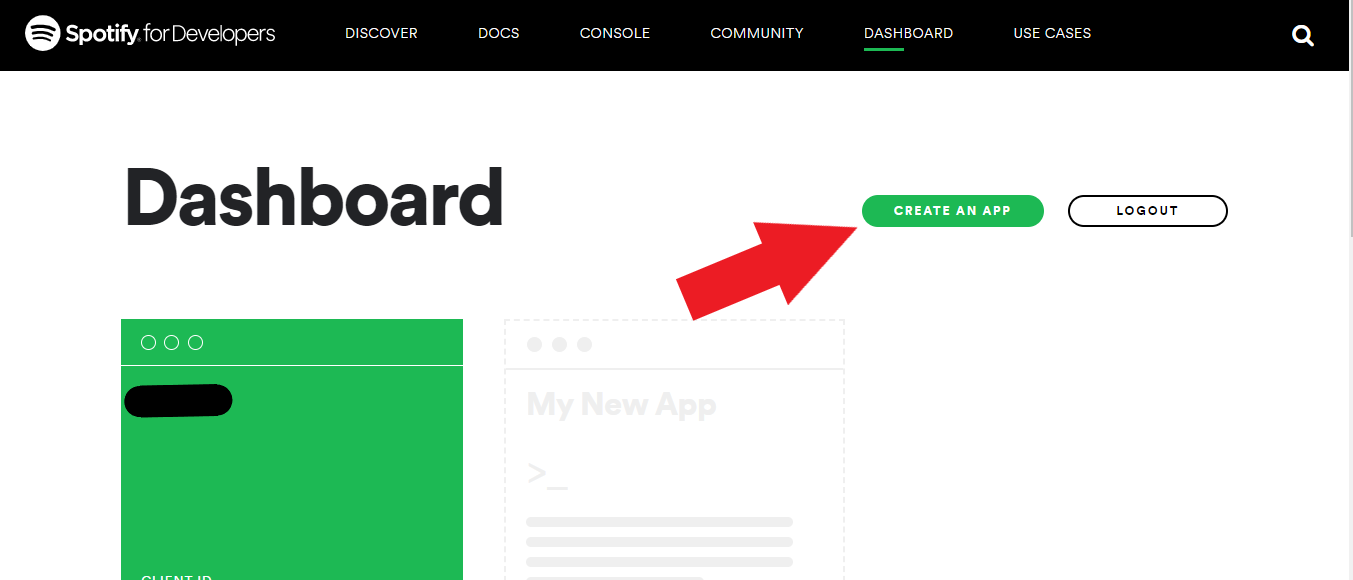 Spotify for Developers
DISCOVER
DOCS
CONSOLE
COMMUNITY
DASHBOARD
USE CASES
Dashboard
CREATE AN APP
LOGOUT
My New App
>_
CLIENT ID